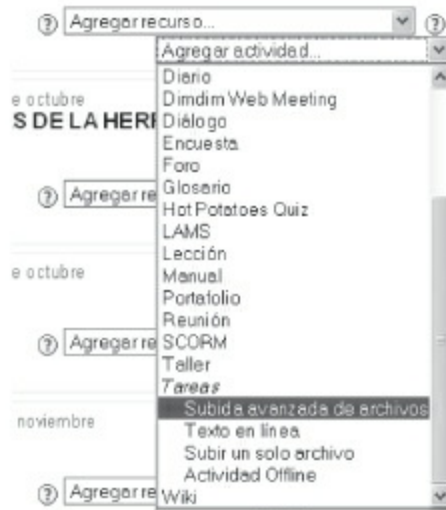 Agregar recurso...
Agregar actividad...
Diario
e octubre
Dimdim Web Meeting
S DE LA HER
Diálogo
Encuesta
Foro
Agregar re
Glosario
Hot Potatoes Quiz
LAMS
Lección
e octubre
Manual
Portafolio
Reunión
Agregar re
SCORM
Taller
Tareas
Subida avanzada de archivos
noviembre
Texto en línea
Subir un solo archivo
Actividad Offline
Agregar re
Wiki